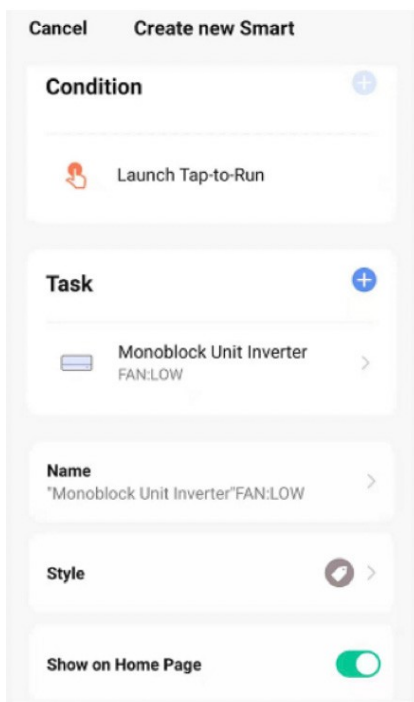 Cancel Create new Smart
Condition
Launch Tap-to-Run
Task
Monoblock Unit Inverter
FAN:LOW
Name
"Monoblock Unit Inverter"FAN:LOW
Style
Show on Home Page